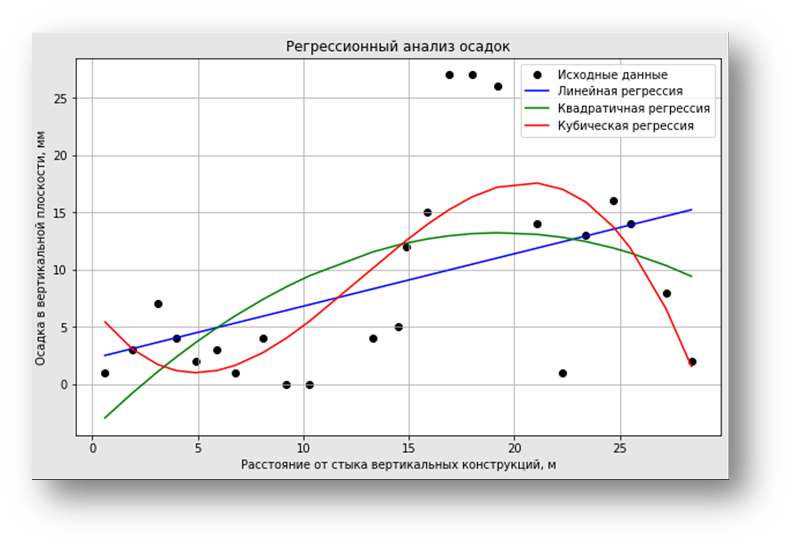 Регрессионный анализ осадок
Исходные данные
Линейная регрессия
Квадратичная регрессия
Кубическая регрессия
Осадка в вертикальной плоскости, мм
25
20
15
10
5
0
0 5 10 15 20 25
Расстояние от стыка вертикальных конструкций, м